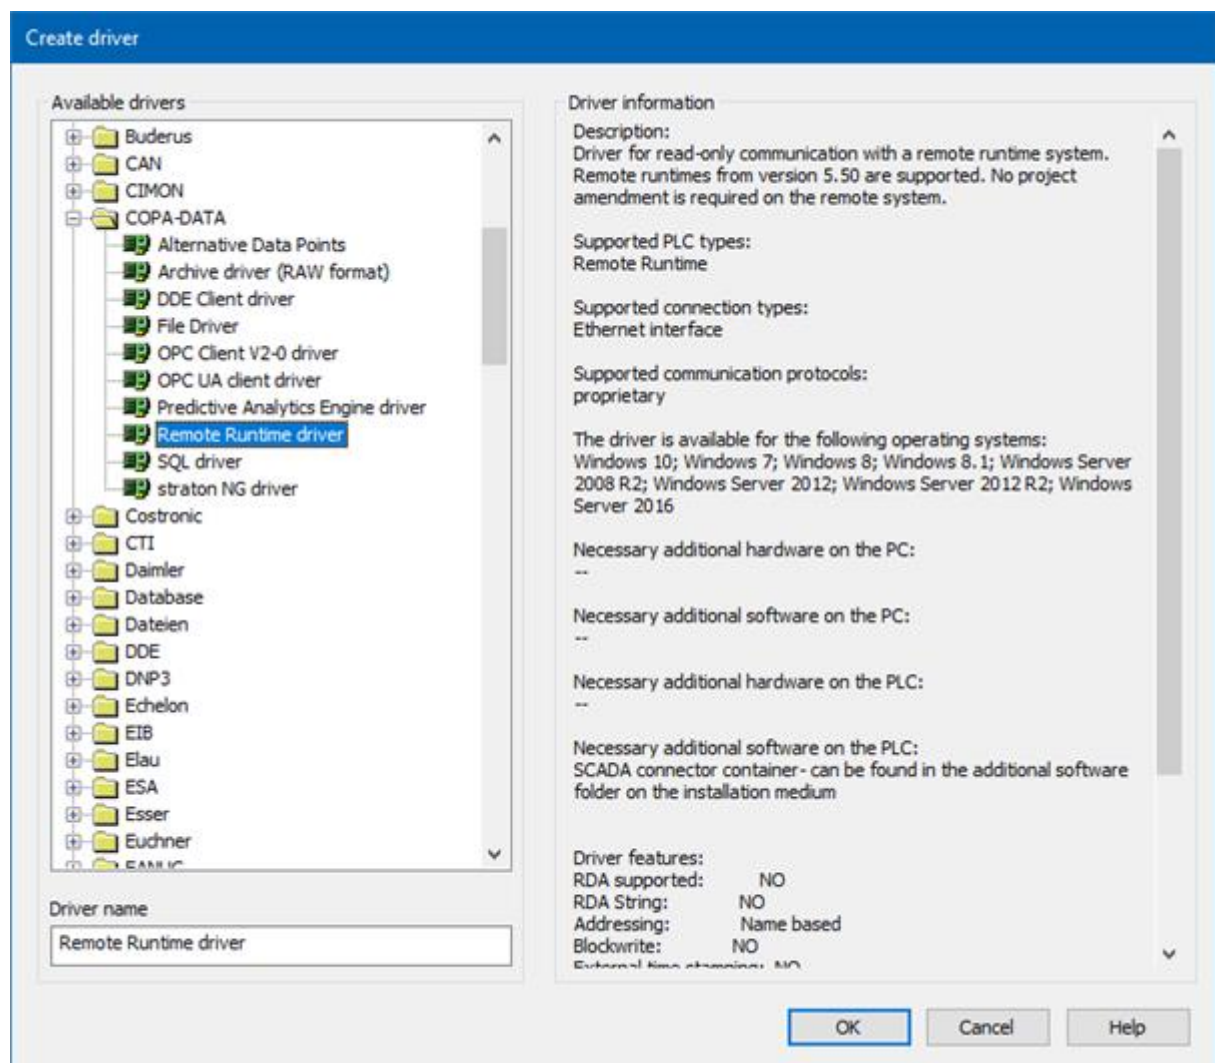 Create driver
Available drivers
Buderus
CAN
CIMON
COPA-DATA
Alternative Data Points
Archive driver (RAW format)
DDE Client driver
File Driver
OPC Client V2-0 driver
OPC UA client driver
Predictive Analytics Engine driver
Remote Runtime driver
SQL driver
straton NG driver
Costronic
CTI
Daimler
Database
Dateien
DDE
DNP3
Echelon
EIB
Elau
ESA
Esser
Euchner
FANUC
Driver name
Remote Runtime driver
Driver information
Description:
Driver for read-only communication with a remote runtime system.
Remote runtimes from version 5.50 are supported. No project
amendment is required on the remote system.
Supported PLC types:
Remote Runtime
Supported connection types:
Ethernet interface
Supported communication protocols:
proprietary
The driver is available for the following operating systems:
Windows 10; Windows 7; Windows 8; Windows 8.1; Windows Server
2008 R2; Windows Server 2012; Windows Server 2012 R2; Windows
Server 2016
Necessary additional hardware on the PC:
--
Necessary additional software on the PC:
--
Necessary additional hardware on the PLC:
--
Necessary additional software on the PLC:
SCADA connector container- can be found in the additional software
folder on the installation medium
Driver features:
RDA supported: NO
RDA String: NO
Addressing: Name based
Blockwrite: NO
External time stamping: NO
OK Cancel Help